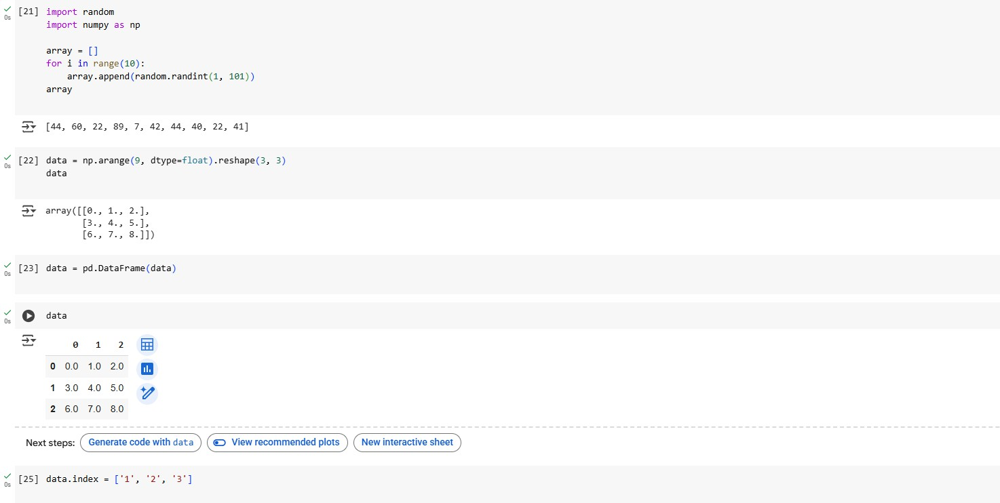 [21] import random
import numpy as np
array = []
for i in range(10):
array.append(random.randint(1, 101))
array
0s
[44, 60, 22, 89, 7, 42, 44, 40, 22, 41]
[22] data = np.arange(9, dtype=float).reshape(3, 3)
data
0s
array([[0., 1., 2.],
[3., 4., 5.],
[6., 7., 8.]])
[23] data = pd.DataFrame(data)
0s
data
0s
0 1 2
0 0.0 1.0 2.0
1 3.0 4.0 5.0
2 6.0 7.0 8.0
Next steps: Generate code with data View recommended plots New interactive sheet
[25] data.index = ['1', '2', '3']
0s